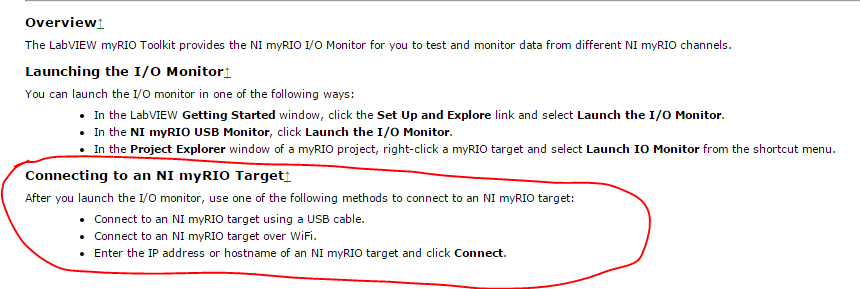 Overview↑
The LabVIEW myRIO Toolkit provides the NI myRIO I/O Monitor for you to test and monitor data from different NI myRIO channels.
Launching the I/O Monitor↑
You can launch the I/O monitor in one of the following ways:
• In the LabVIEW Getting Started window, click the Set Up and Explore link and select Launch the I/O Monitor.
• In the NI myRIO USB Monitor, click Launch the I/O Monitor.
• In the Project Explorer window of a myRIO project, right-click a myRIO target and select Launch IO Monitor from the shortcut menu.
Connecting to an NI myRIO Target↑
After you launch the I/O monitor, use one of the following methods to connect to an NI myRIO target:
• Connect to an NI myRIO target using a USB cable.
• Connect to an NI myRIO target over WiFi.
• Enter the IP address or hostname of an NI myRIO target and click Connect.